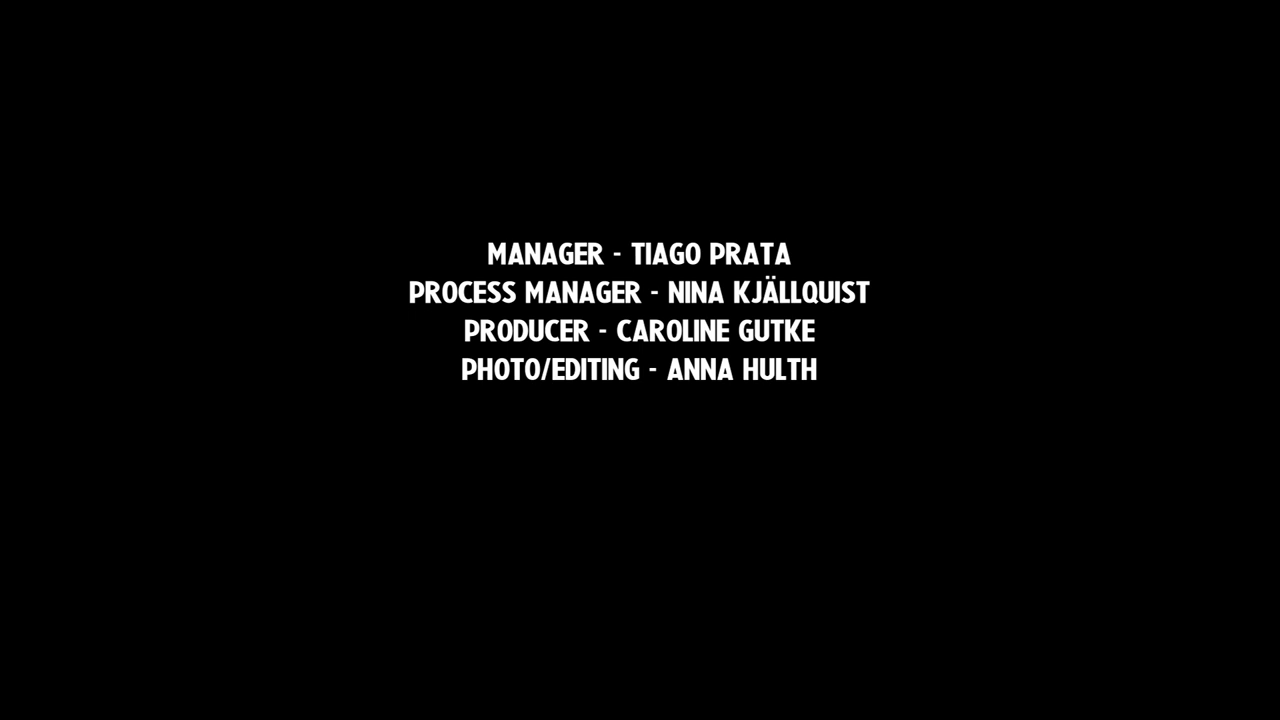 MANAGER - TIAGO PRATA
PROCESS MANAGER - NINA KJÄLLQUIST
PRODUCER - CAROLINE GUTKE
PHOTO/EDITING - ANNA HULTH